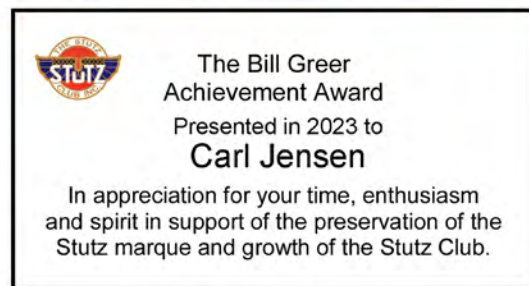 THE STUTZ
STUTZ
CLUB INC.
The Bill Greer
Achievement Award
Presented in 2023 to
Carl Jensen
In appreciation for your time, enthusiasm
and spirit in support of the preservation of the
Stutz marque and growth of the Stutz Club.